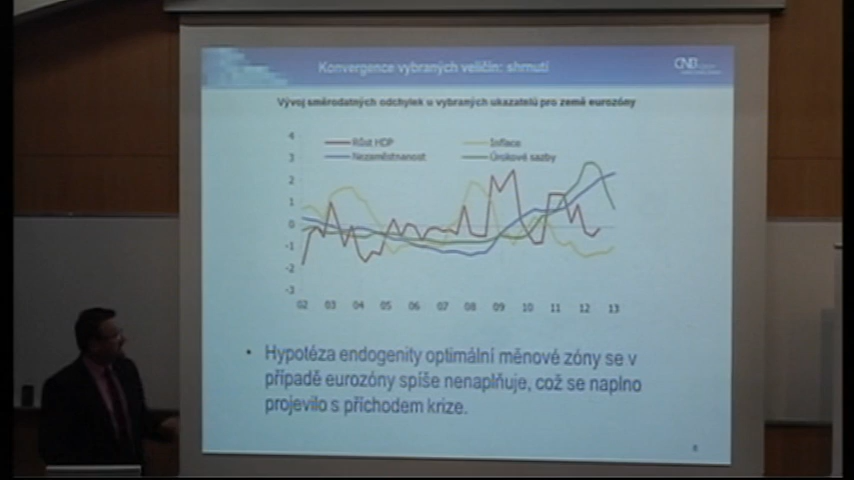 Konvergence vybraných veličin: shrnutí
CNB
Vývoj směrodatných odchylek u vybraných ukazatelů pro země eurozóny
4
3
2
1
0
-1
-2
-3
Růst HDP
Inflace
Nezaměstnanost
Úrokové sazby
02 03 04 05 06 07 08 09 10 11 12 13
• Hypotéza endogenity optimální měnové zóny se v
případě eurozóny spíše nenaplňuje, což se naplno
projevilo s příchodem krize.
8